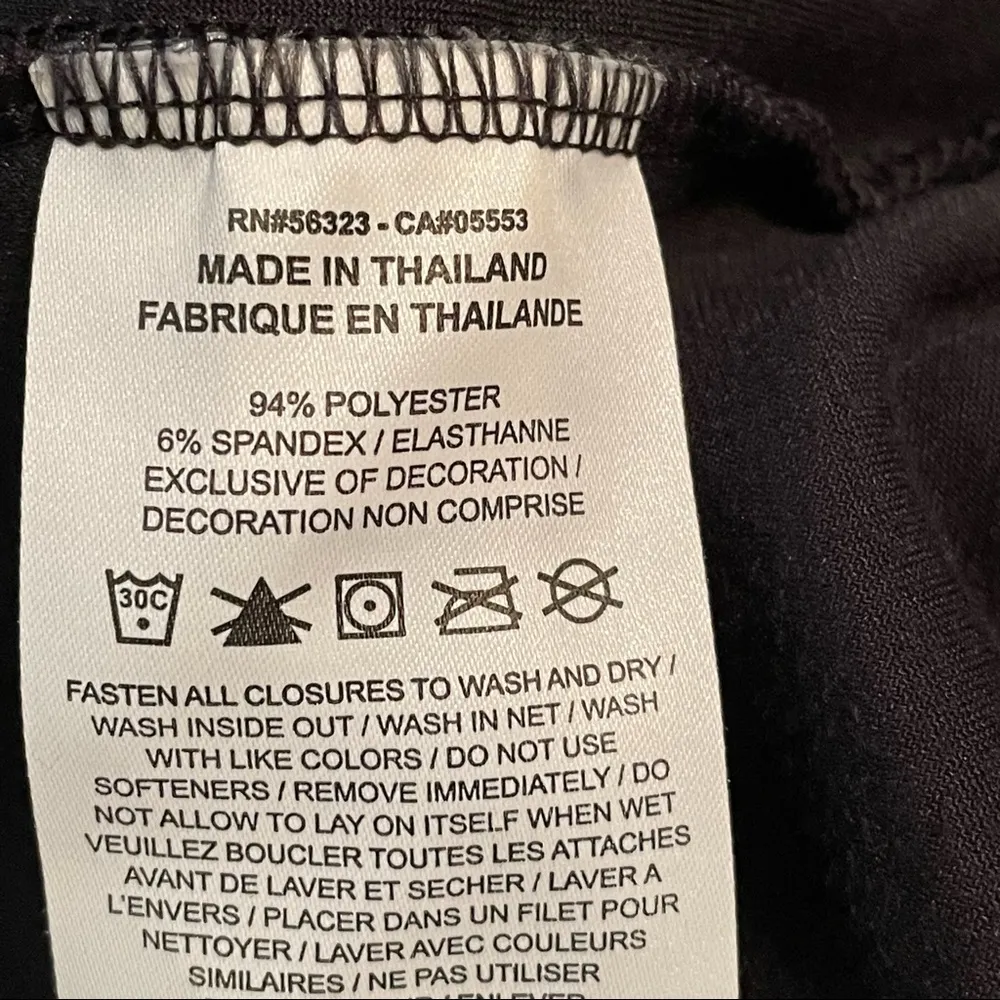 RN#56323 - CA#05553
MADE IN THAILAND
FABRIQUE EN THAILANDE
94% POLYESTER
6% SPANDEX / ELASTHANNE
EXCLUSIVE OF DECORATION /
DECORATION NON COMPRISE
30C
FASTEN ALL CLOSURES TO WASH AND DRY /
WASH INSIDE OUT / WASH IN NET / WASH
WITH LIKE COLORS / DO NOT USE
SOFTENERS / REMOVE IMMEDIATELY / DO
NOT ALLOW TO LAY ON ITSELF WHEN WET
VEUILLEZ BOUCLER TOUTES LES ATTACHES
AVANT DE LAVER ET SECHER / LAVER A
L'ENVERS / PLACER DANS UN FILET POUR
NETTOYER / LAVER AVEC COULEURS
SIMILAIRES / NE PAS UTILISER